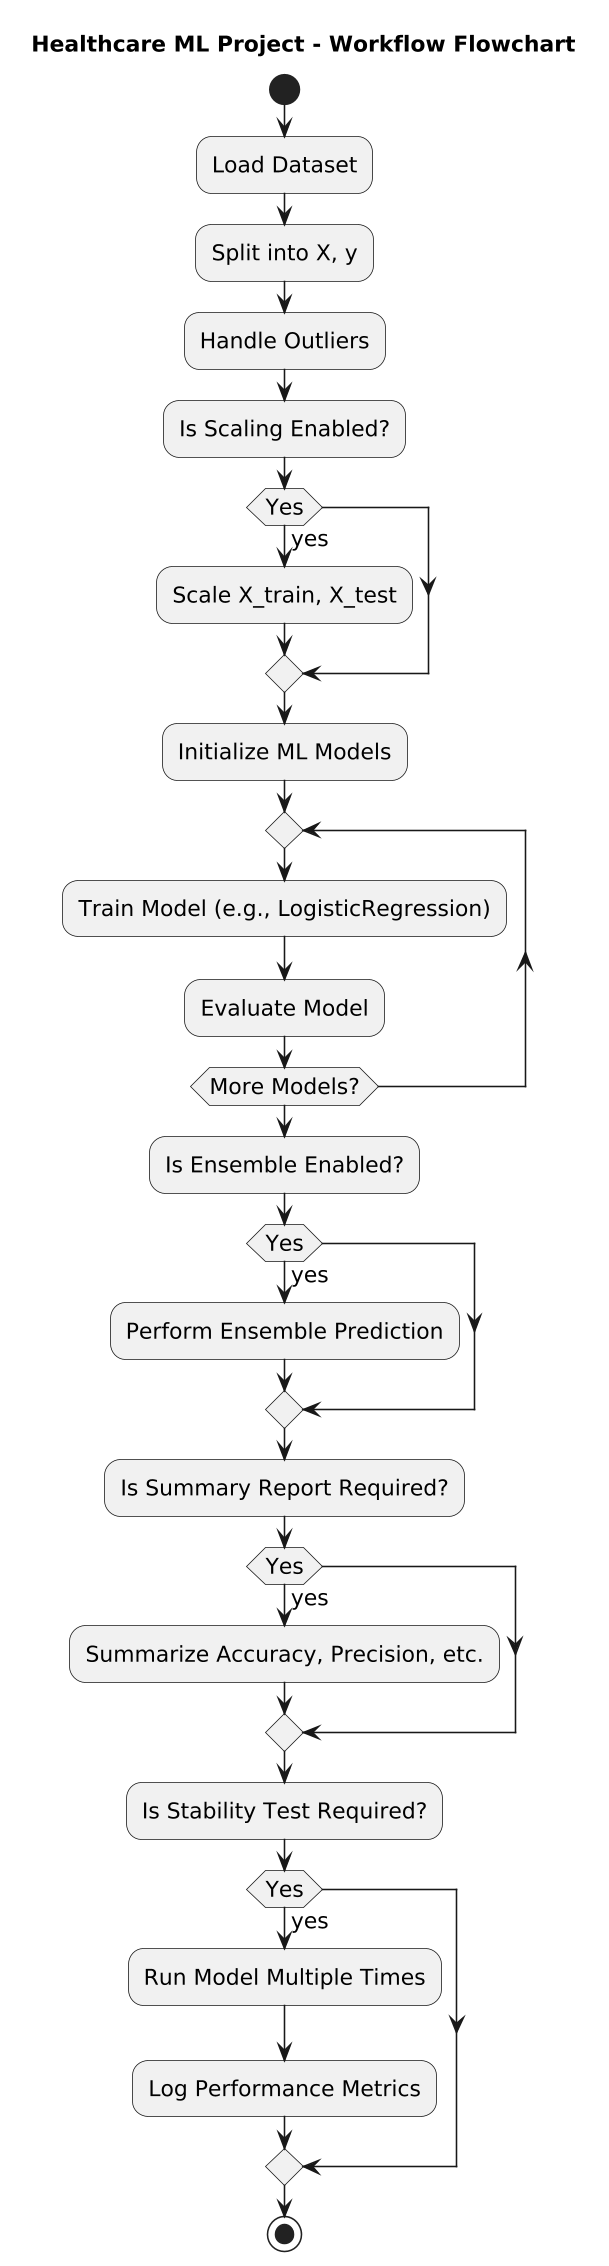 Healthcare ML Project - Workflow Flowchart
Load Dataset
Split into X, y
Handle Outliers
Is Scaling Enabled?
Yes
yes
Scale X_train, X_test
Initialize ML Models
Train Model (e.g., LogisticRegression)
Evaluate Model
More Models?
Is Ensemble Enabled?
Yes
yes
Perform Ensemble Prediction
Is Summary Report Required?
Yes
yes
Summarize Accuracy, Precision, etc.
Is Stability Test Required?
Yes
yes
Run Model Multiple Times
Log Performance Metrics